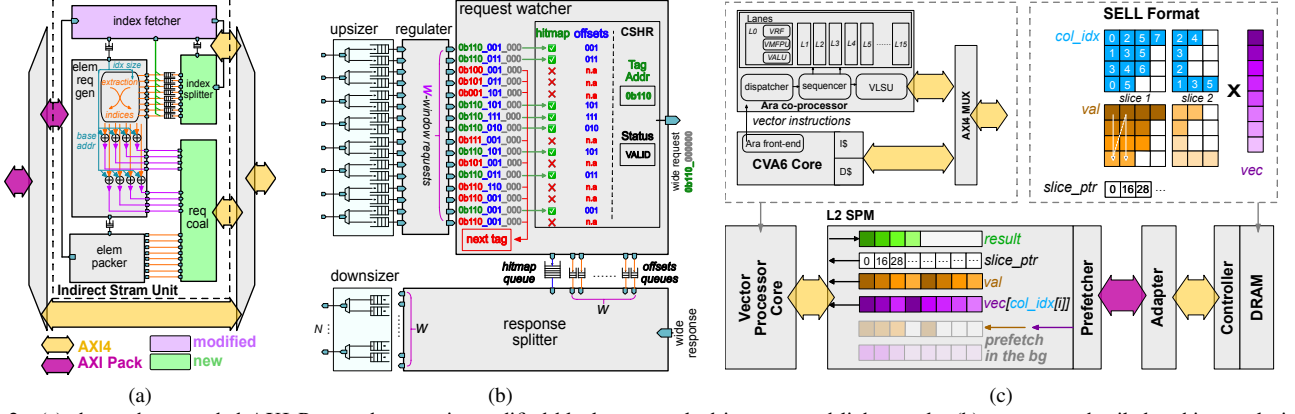 index fetcher
elem
req
gen
idx size
extraction
indices
index
splitter
base
addr
req
coal
elem
packer
Indirect Stram Unit
AXI4
AXI Pack
modified
new
(a)
upsizer
regulater
request watcher
W-window requests
hitmap
offsets
CSHR
0b110_001_000 ✅ 001
0b110_011_000 ✅ 011
0b100_001_000 ❌ n.a
0b101_001_000 ❌ n.a
0b001_101_000 ❌ n.a
0b110_101_000 ✅ 101
0b110_111_000 ✅ 111
0b110_010_000 ✅ 010
0b111_001_000 ❌ n.a
0b110_101_000 ✅ 101
0b101_011_000 ❌ n.a
0b110_011_000 ✅ 011
0b110_110_000 ❌ n.a
0b110_110_000 ❌ n.a
0b110_001_000 ✅ 001
0b110_001_000 ❌ n.a
Tag
Addr
0b110
Status
VALID
wide request
0b110_000000
next tag
hitmap
queue
offsets
queues
W
downsizer
N
W
response
splitter
wide
response
(b)
Lanes
L0
VRF
VMFPU
VALU
L1
L2
L3
L4
L5
......
L15
dispatcher
sequencer
VLSU
Ara co-processor
vector instructions
Ara front-end
CVA6 Core
I$
D$
AXI4 MUX
SELL Format
col_idx
0 2 5 7 2 4
1 3 5 3
3 4 6 2
0 1 1 3 5
slice 1
slice 2
val
x
vec
slice_ptr
0 16 28 ...
L2 SPM
Vector
Processor
Core
result
0 16 28 ... ... ... ... ... slice_ptr
val
vec[col_idx[i]]
prefetch
in the bg
Prefetcher
Adapter
Controller
DRAM
(c)